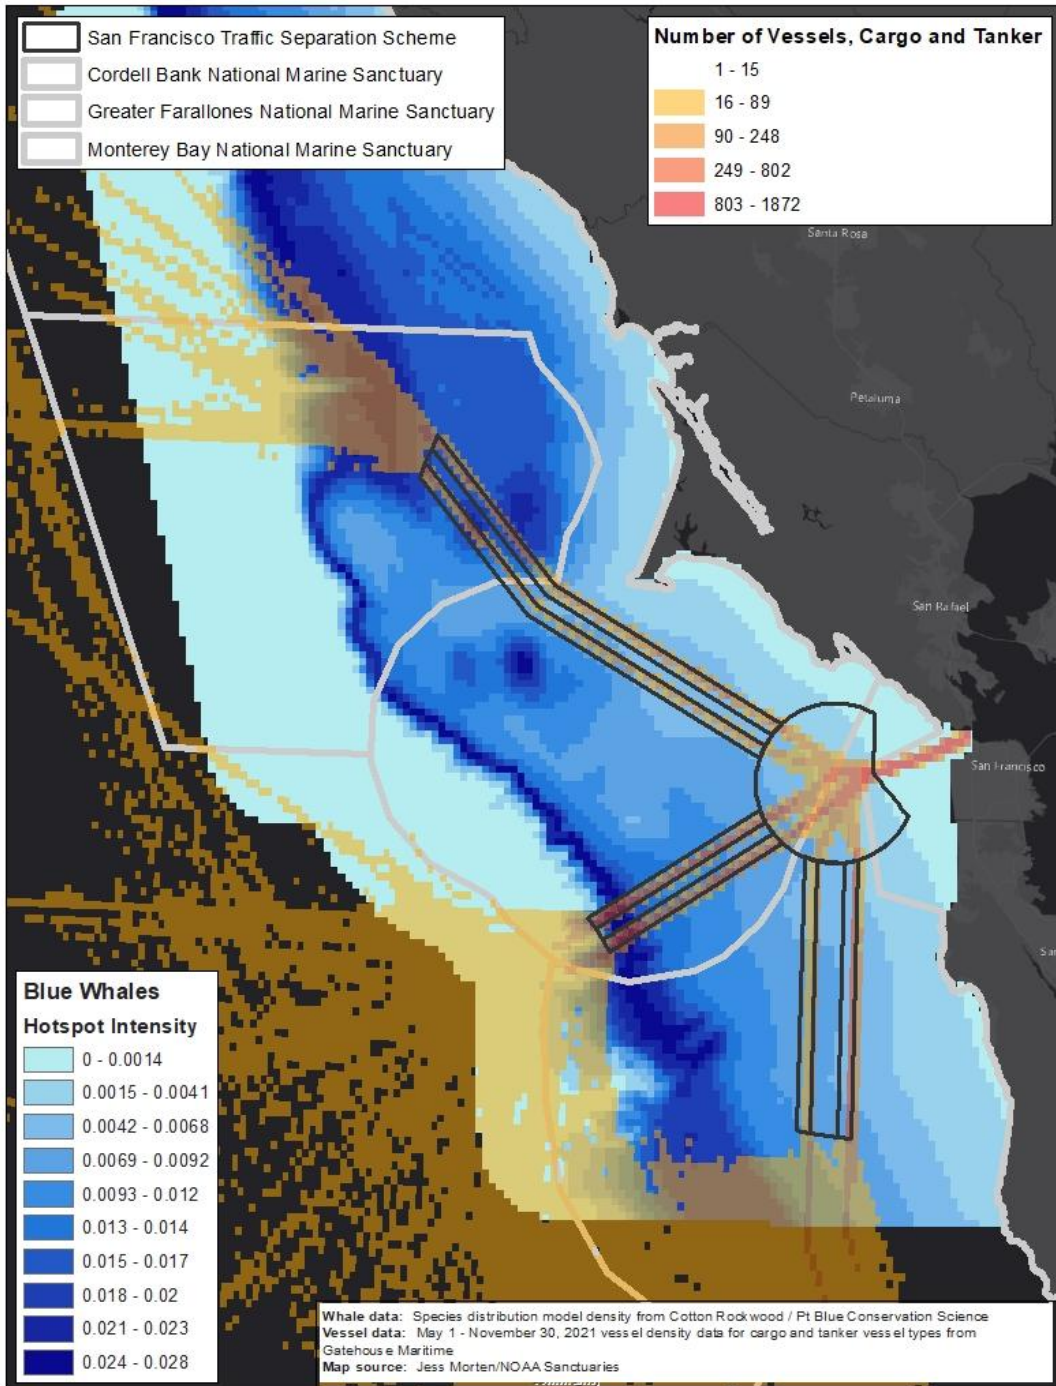 San Francisco Traffic Separation Scheme
Cordell Bank National Marine Sanctuary
Greater Farallones National Marine Sanctuary
Monterey Bay National Marine Sanctuary
Number of Vessels, Cargo and Tanker
1 - 15
16 - 89
90 - 248
249 - 802
803 - 1872
Santa Rosa
Petaluma
San Rafael
San Francisco
Blue Whales
Hotspot Intensity
0 - 0.0014
0.0015 - 0.0041
0.0042 - 0.0068
0.0069 - 0.0092
0.0093 - 0.012
0.013 - 0.014
0.015 - 0.017
0.018 - 0.02
0.021 - 0.023
0.024 - 0.028
Whale data: Species distribution model density from Cotton Rockwood / Pt Blue Conservation Science
Vessel data: May 1 - November 30, 2021 vessel density data for cargo and tanker vessel types from
Gatehouse Maritime
Map source: Jess Morten/NOAA Sanctuaries